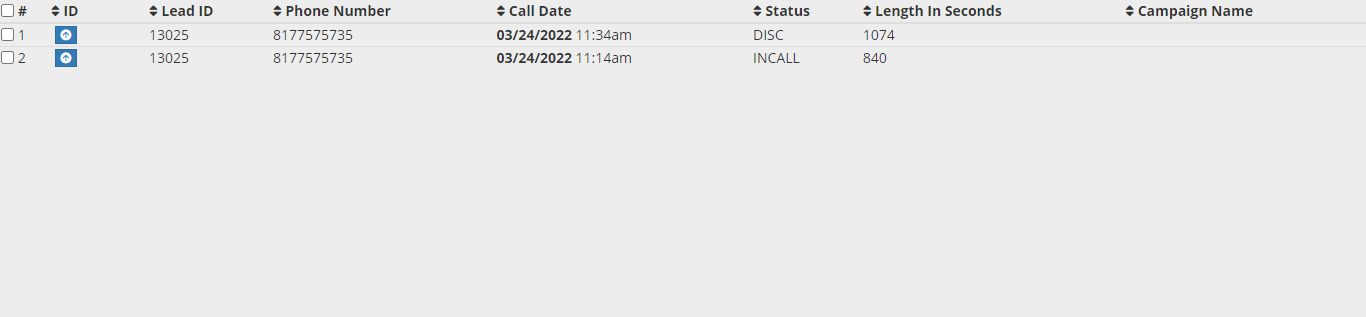 # ID Lead ID Phone Number Call Date Status Length In Seconds Campaign Name
1 13025 8177575735 03/24/2022 11:34am DISC 1074
2 13025 8177575735 03/24/2022 11:14am INCALL 840